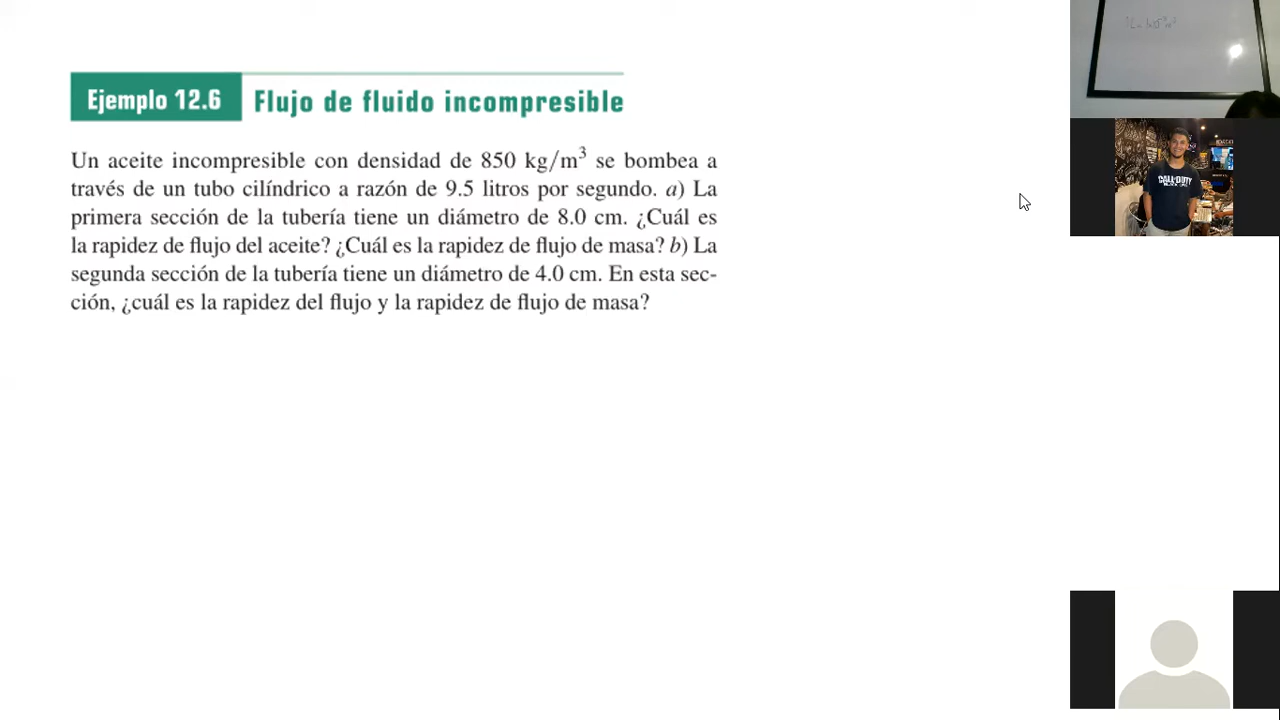 Ejemplo 12.6 Flujo de fluido incompresible
Un aceite incompresible con densidad de 850 kg/m³ se bombea a
través de un tubo cilíndrico a razón de 9.5 litros por segundo. a) La
primera sección de la tubería tiene un diámetro de 8.0 cm. ¿Cuál es
la rapidez de flujo del aceite? ¿Cuál es la rapidez de flujo de masa? b) La
segunda sección de la tubería tiene un diámetro de 4.0 cm. En esta sec-
ción, ¿cuál es la rapidez del flujo y la rapidez de flujo de masa?
CALL OF DUTY